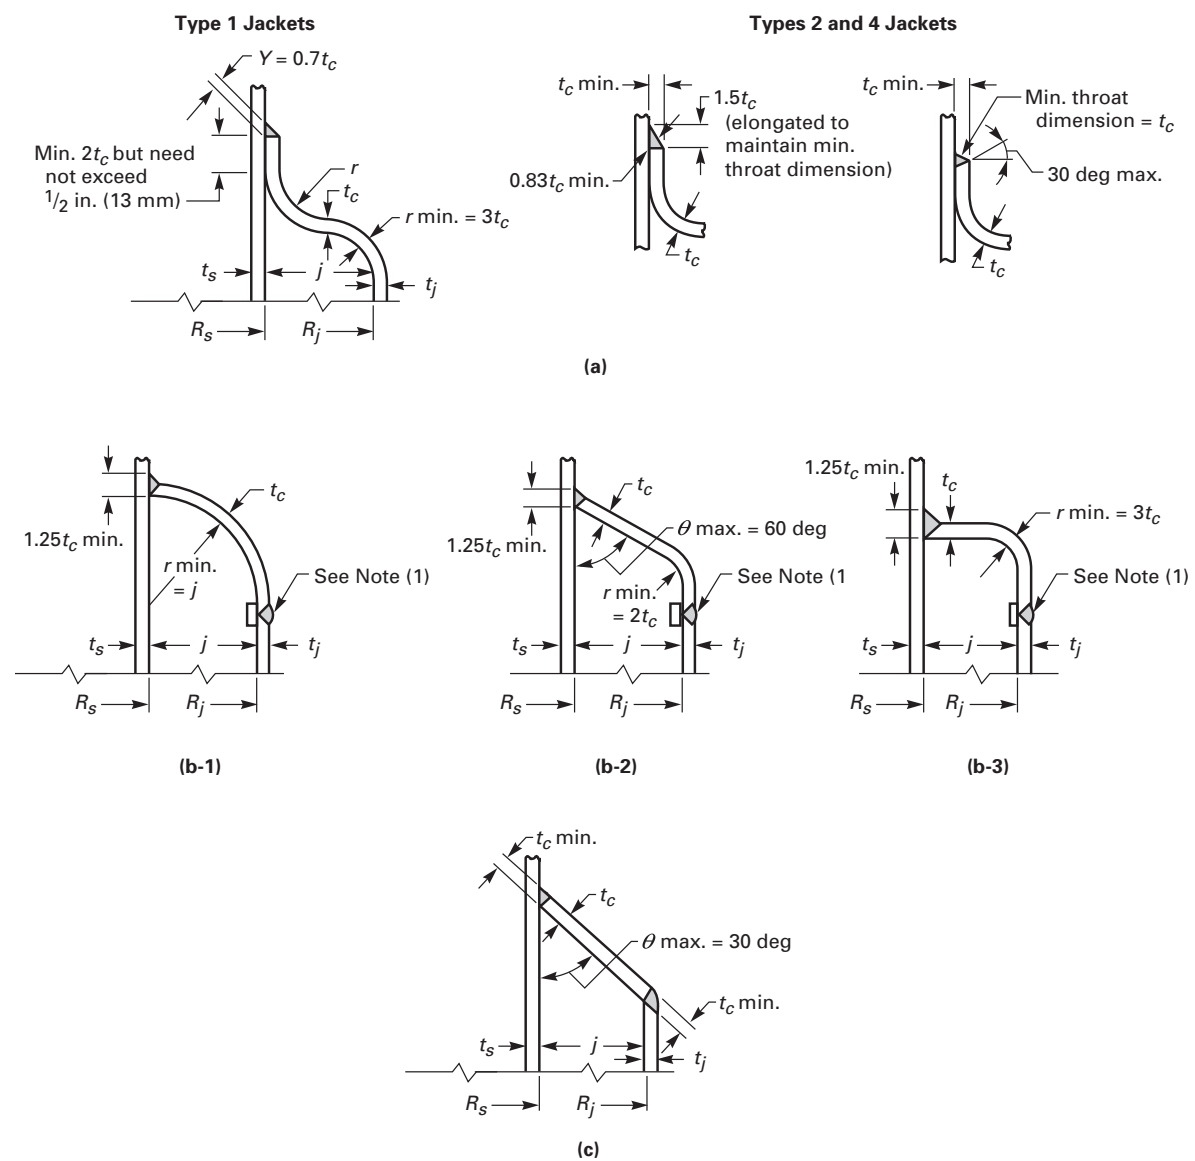 Type 1 Jackets
Types 2 and 4 Jackets
Y = 0.7tc
Min. 2tc but need
not exceed
1/2 in. (13 mm)
r
tc
r min. = 3tc
ts
j
tj
Rs
Rj
tc min.
1.5tc
(elongated to
maintain min.
throat dimension)
0.83tc min.
tc
tc min.
Min. throat
dimension = tc
30 deg max.
tc
(a)
1.25tc min.
tc
r min.
= j
See Note (1)
ts
j
tj
Rs
Rj
(b-1)
1.25tc min.
tc
θ max. = 60 deg
r min.
= 2tc
See Note (1
ts
j
tj
Rs
Rj
(b-2)
1.25tc min.
tc
r min. = 3tc
See Note (1)
ts
j
tj
Rs
Rj
(b-3)
tc min.
tc
θ max. = 30 deg
tc min.
ts
j
tj
Rs
Rj
(c)